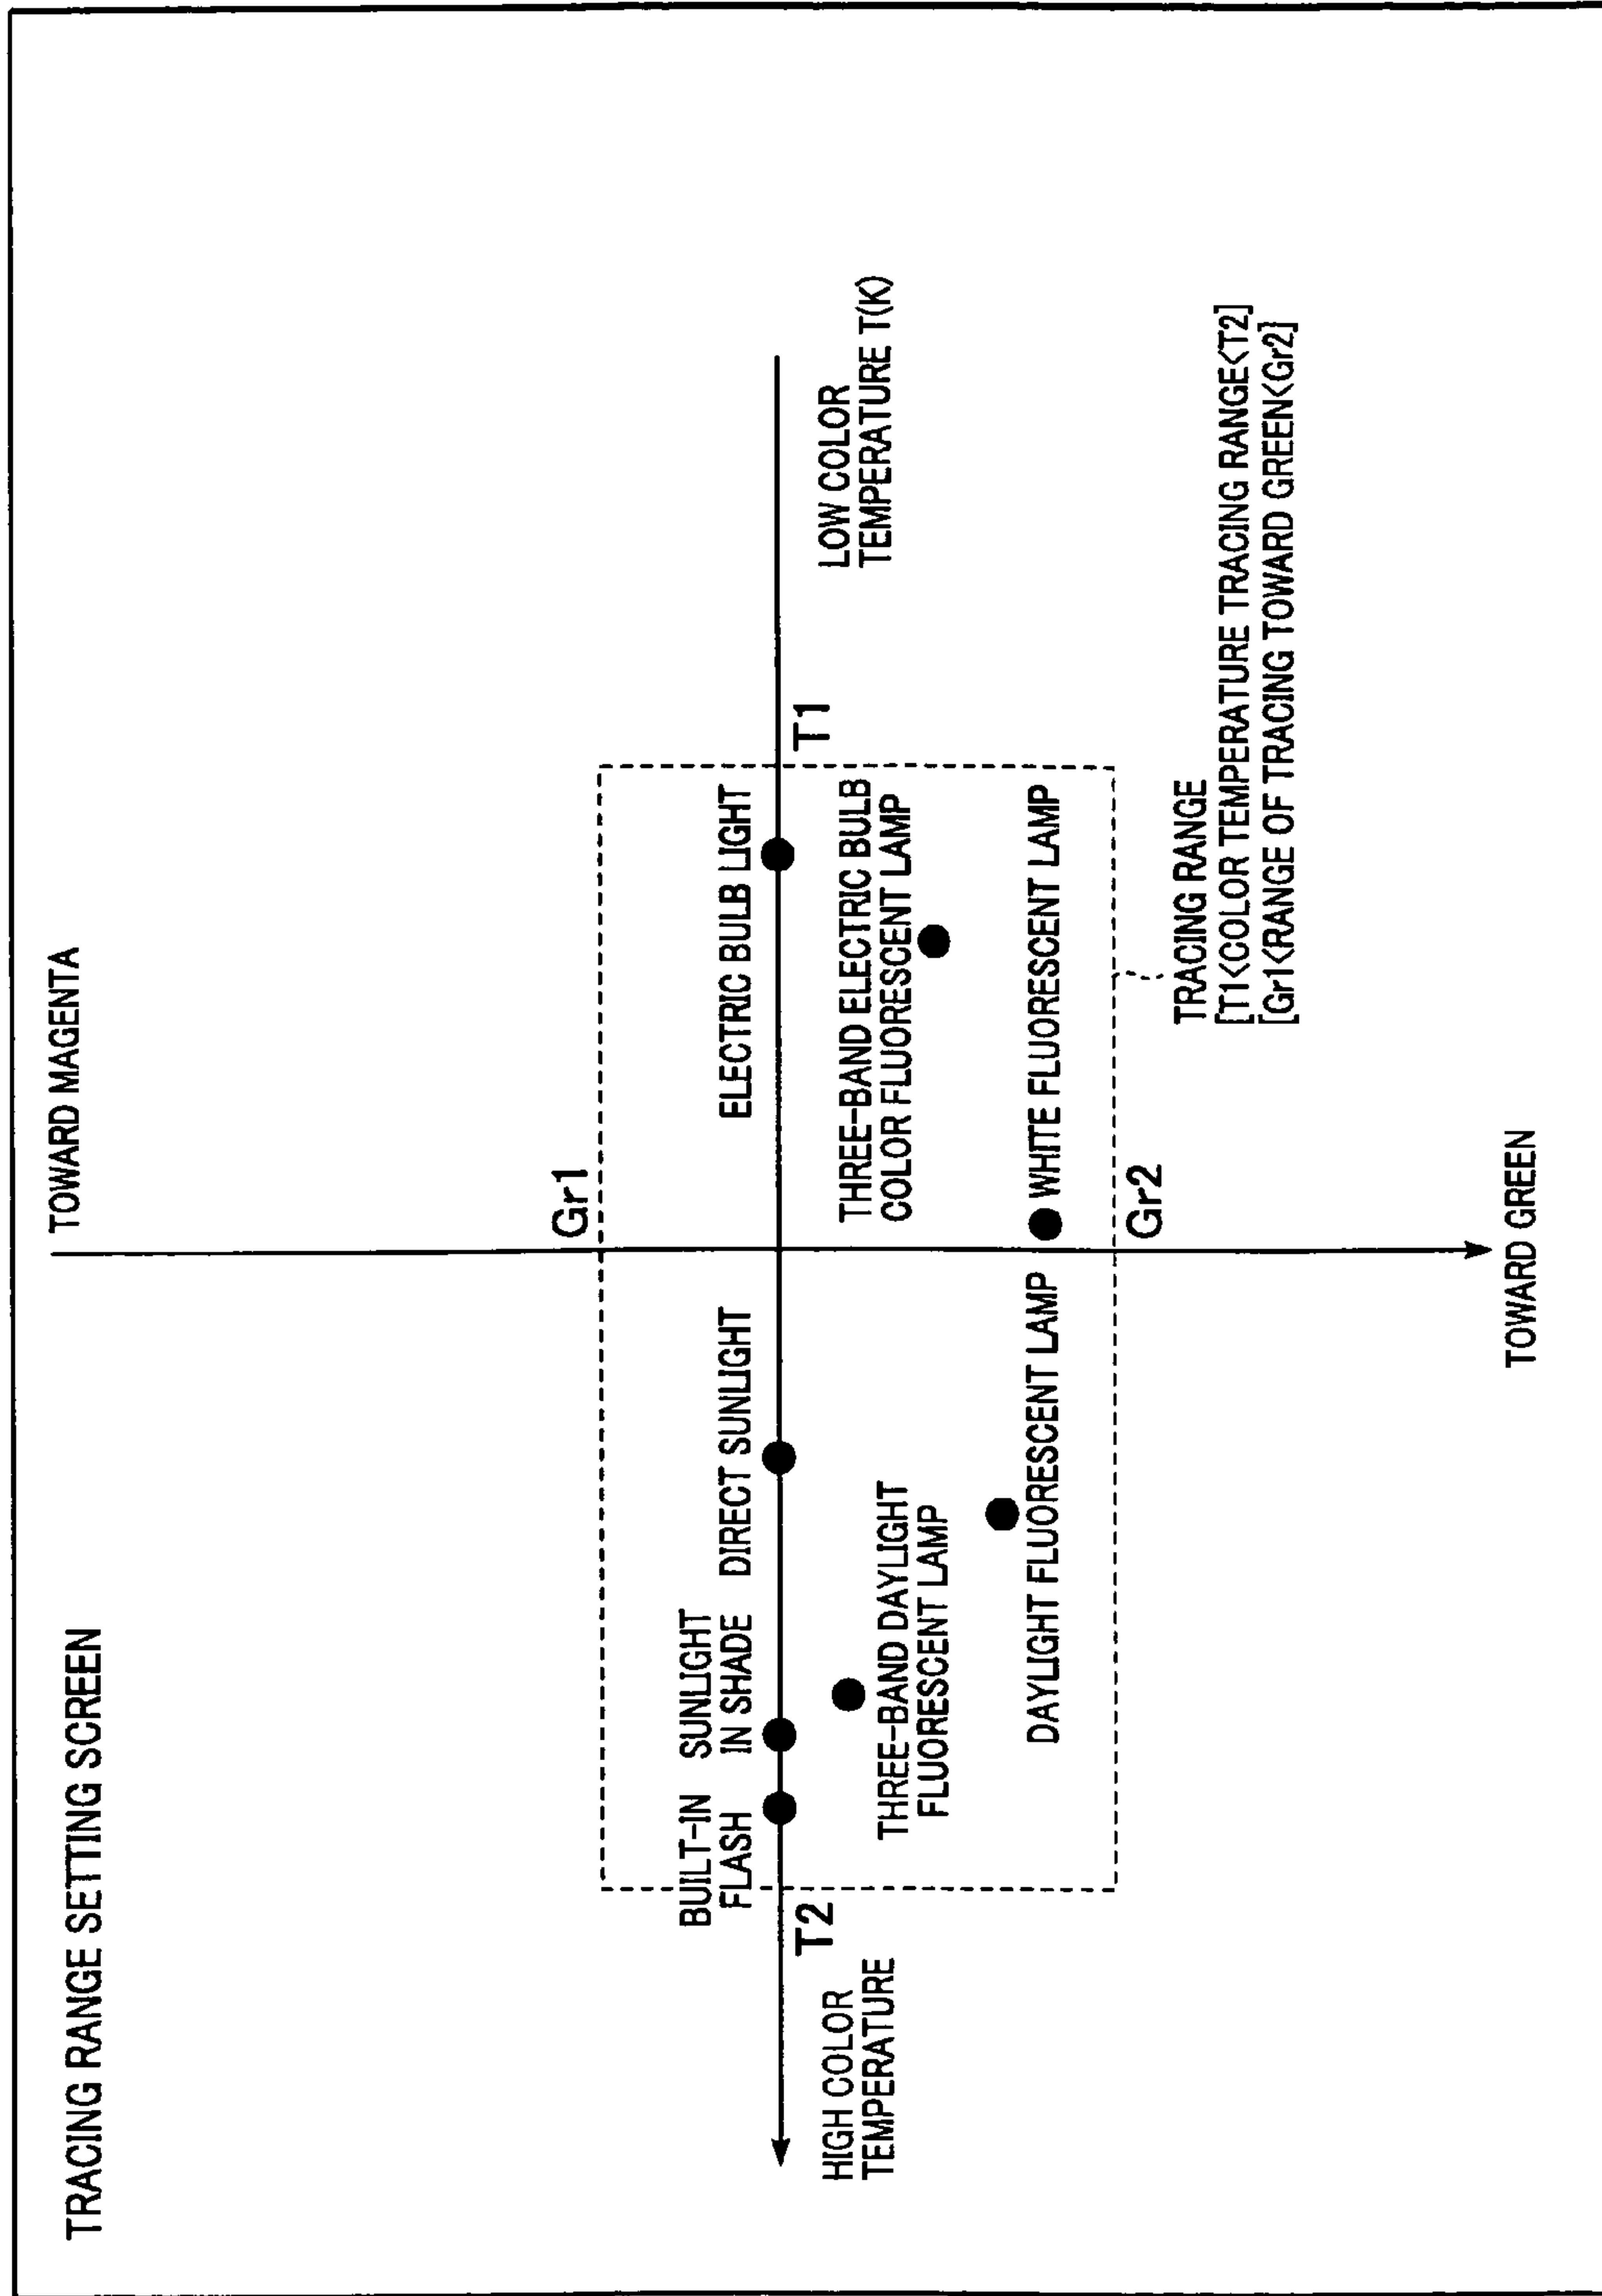 TRACING RANGE SETTING SCREEN
TOWARD MAGENTA
Gr1
BUILT-IN
FLASH
SUNLIGHT
IN SHADE
DIRECT SUNLIGHT
ELECTRIC BULB LIGHT
T2
T1
HIGH COLOR
TEMPERATURE
LOW COLOR
TEMPERATURE T(K)
THREE-BAND DAYLIGHT
FLUORESCENT LAMP
THREE-BAND ELECTRIC BULB
COLOR FLUORESCENT LAMP
DAYLIGHT FLUORESCENT LAMP
WHITE FLUORESCENT LAMP
Gr2
TRACING RANGE
[T1<COLOR TEMPERATURE TRACING RANGE<T2]
[Gr1<RANGE OF TRACING TOWARD GREEN<Gr2]
TOWARD GREEN